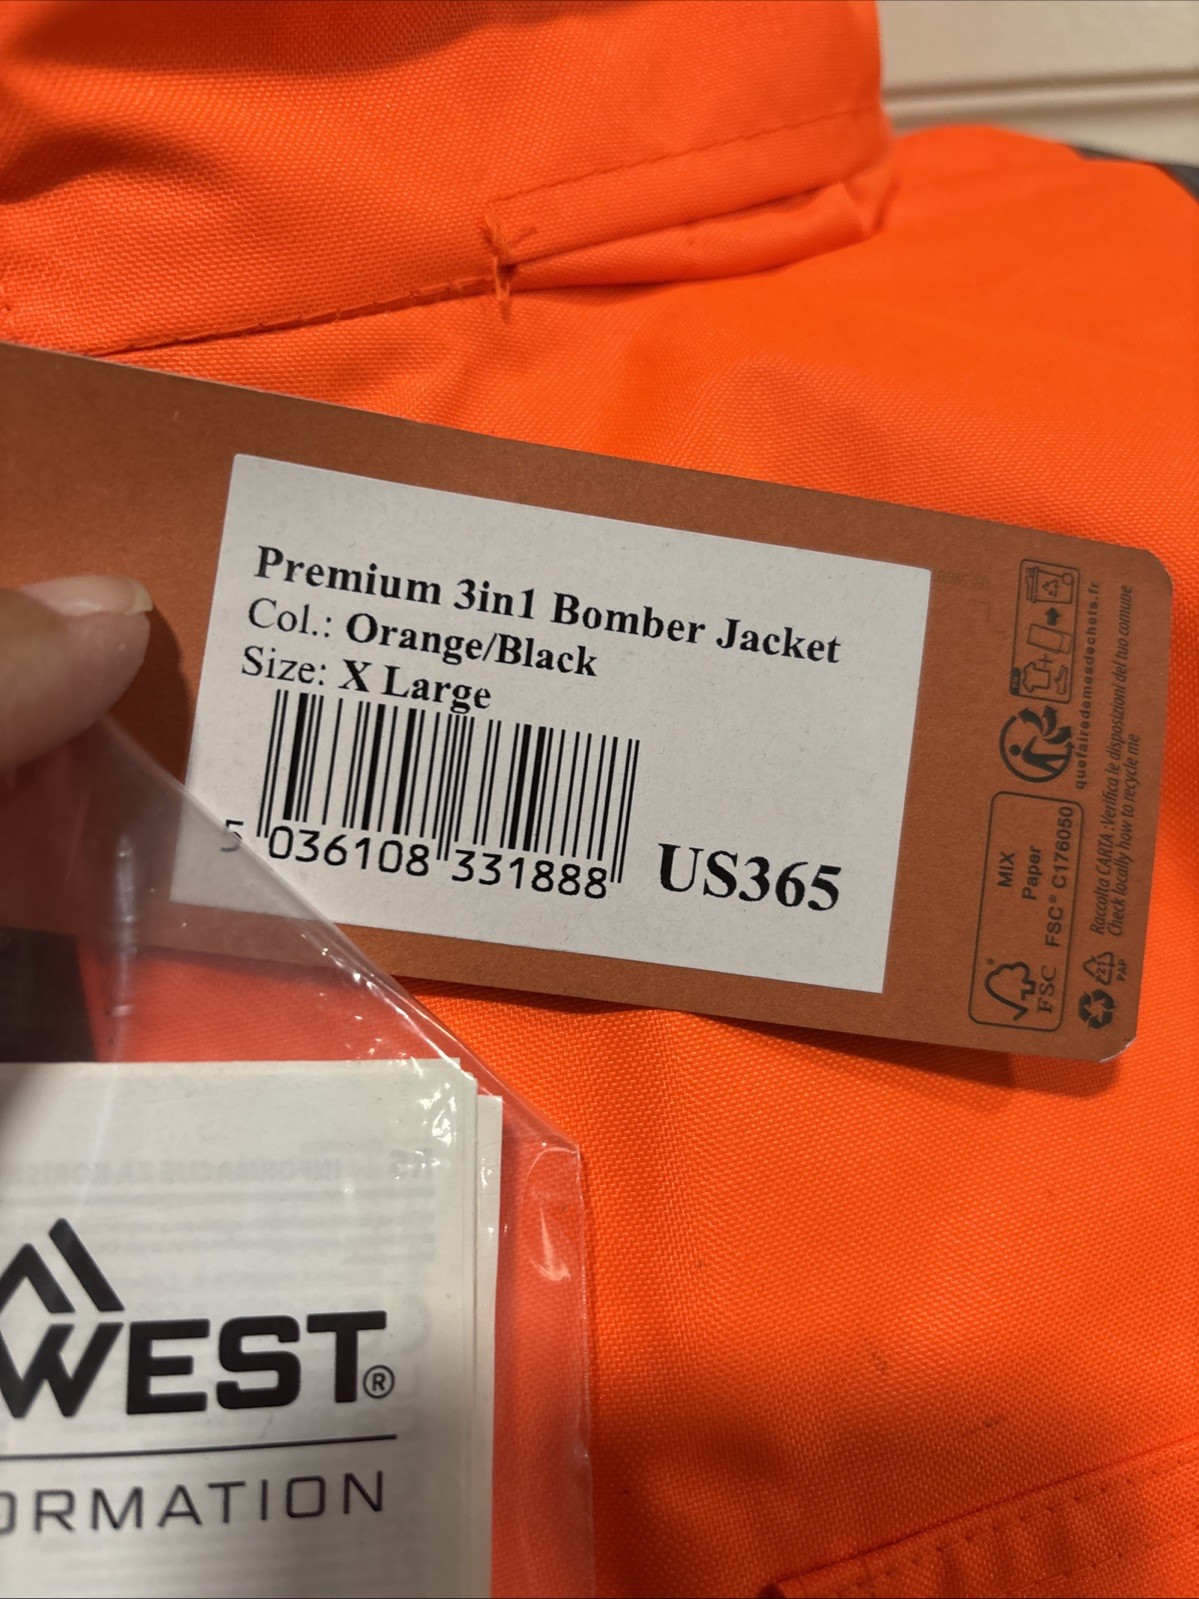 Premium 3in1 Bomber Jacket
Col.: Orange/Black
Size: X Large
5 036108 331888
US365
quefairedemesdechets.fr
MIX
Paper
FSC® C176050
FSC
®
Raccolta CARTA :Verifica le disposizioni del tuo comune
Check locally how to recycle me
21
PAP
WEST®
ORMATION